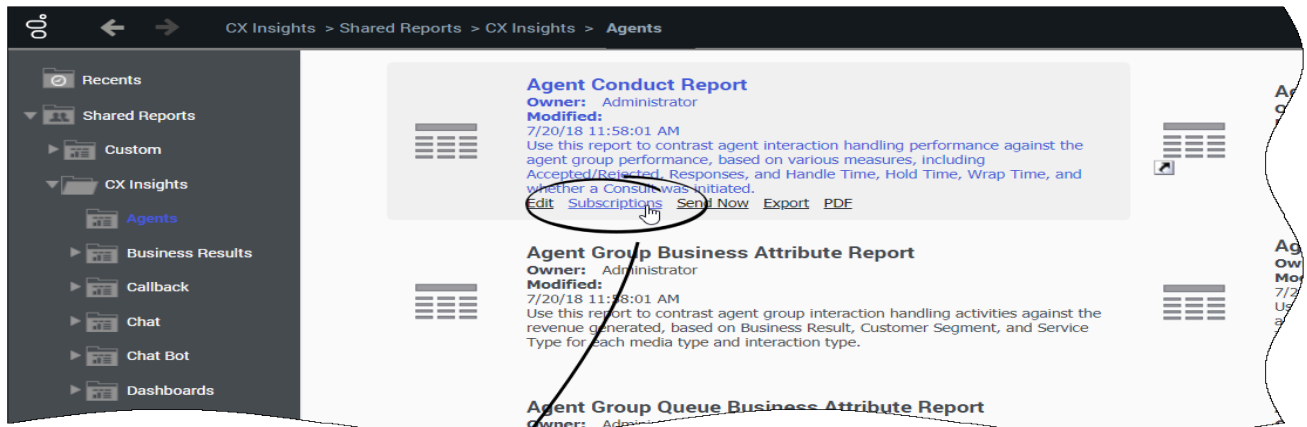 CX Insights > Shared Reports > CX Insights > Agents
Recents
Shared Reports
Custom
CX Insights
Agents
Business Results
Callback
Chat
Chat Bot
Dashboards
Agent Conduct Report
Owner: Administrator
Modified:
7/20/18 11:58:01 AM
Use this report to contrast agent interaction handling performance against the
agent group performance, based on various measures, including
Accepted/Rejected, Responses, and Handle Time, Hold Time, Wrap Time, and
whether a Consult was initiated.
Edit Subscriptions Send Now Export PDF
Agent Group Business Attribute Report
Owner: Administrator
Modified:
7/20/18 11:58:01 AM
Use this report to contrast agent group interaction handling activities against the
revenue generated, based on Business Result, Customer Segment, and Service
Type for each media type and interaction type.
Agent Group Queue Business Attribute Report
Owner: